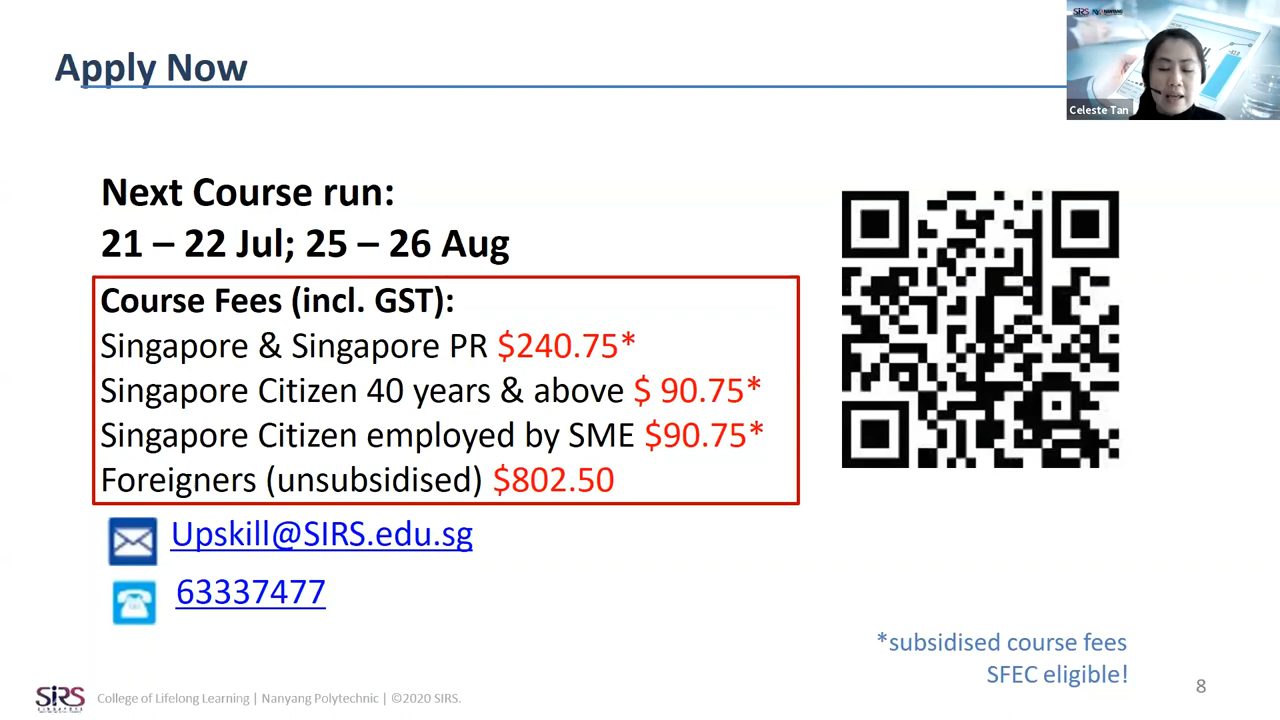 Apply Now
SIRS
Celeste Tan
Next Course run:
21 – 22 Jul; 25 – 26 Aug
Course Fees (incl. GST):
Singapore & Singapore PR $240.75*
Singapore Citizen 40 years & above $ 90.75*
Singapore Citizen employed by SME $90.75*
Foreigners (unsubsidised) $802.50
Upskill@SIRS.edu.sg
63337477
*subsidised course fees
SFEC eligible!
SiRS
College of Lifelong Learning | Nanyang Polytechnic | ©2020 SIRS.
8